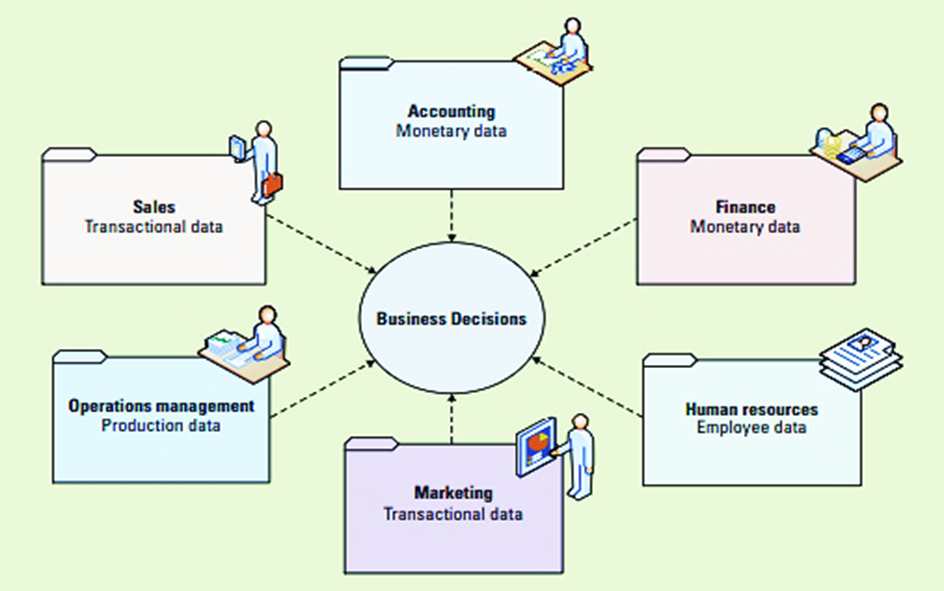 Accounting
Monetary data
Sales
Transactional data
Finance
Monetary data
Business Decisions
Operations management
Production data
Human resources
Employee data
Marketing
Transactional data